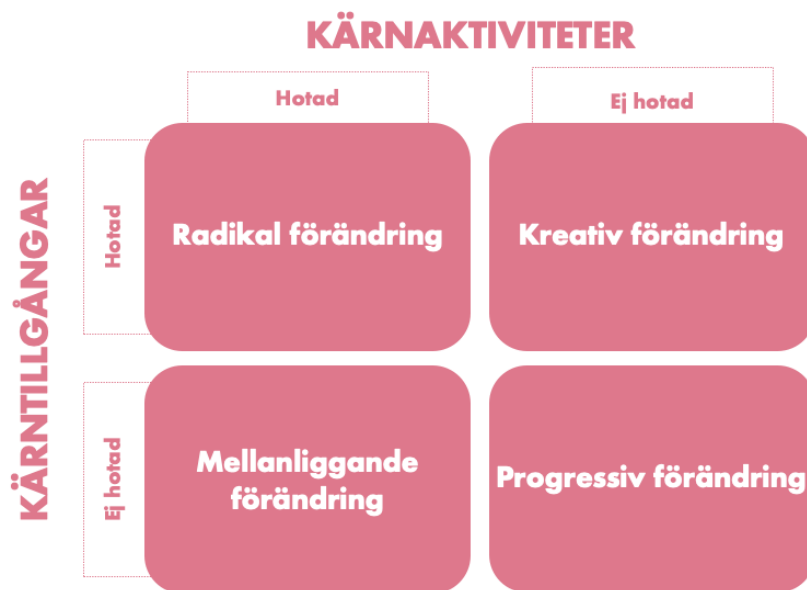 KÄRNAKTIVITETER
Hotad
Ej hotad
KÄRNTILLGÅNGAR
Hotad
Radikal förändring
Kreativ förändring
Ej hotad
Mellanliggande
förändring
Progressiv förändring